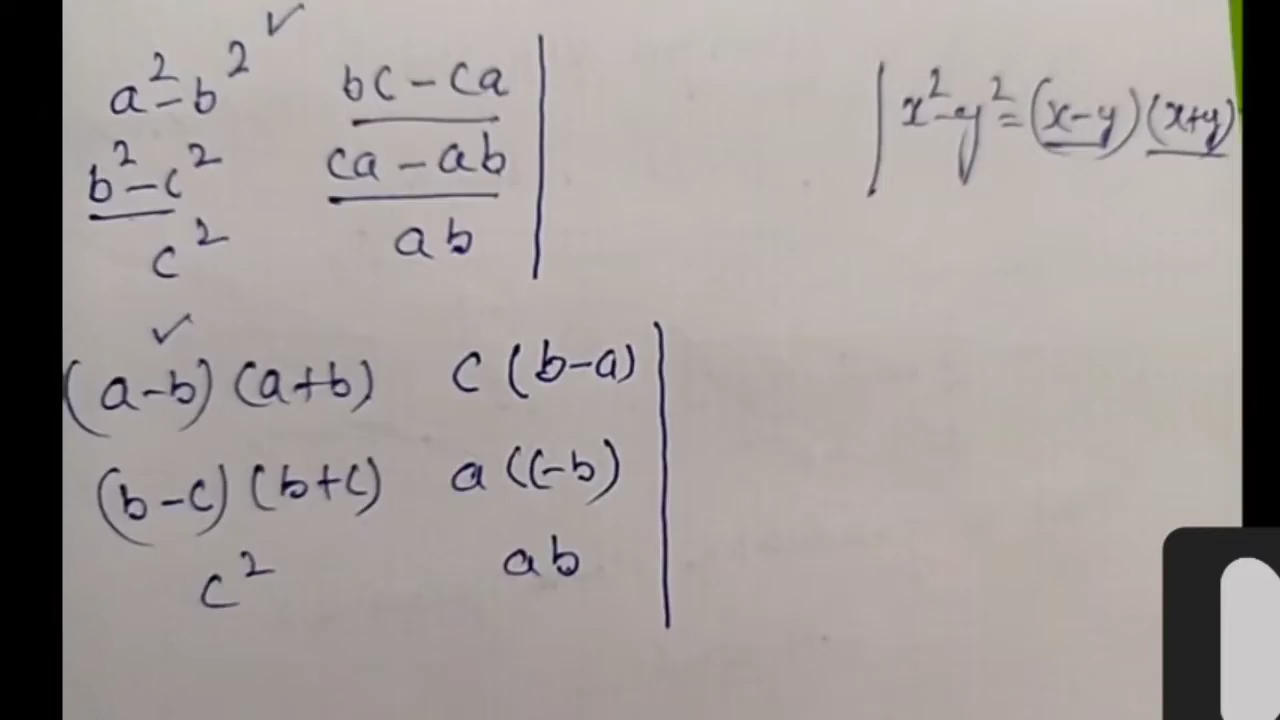 a²-b² ✓ bc-ca
b²-c² ca-ab
c² ab
x²-y²=(x-y)(x+y)
✓
(a-b)(a+b) c(b-a)
(b-c)(b+c) a(c-b)
c² ab